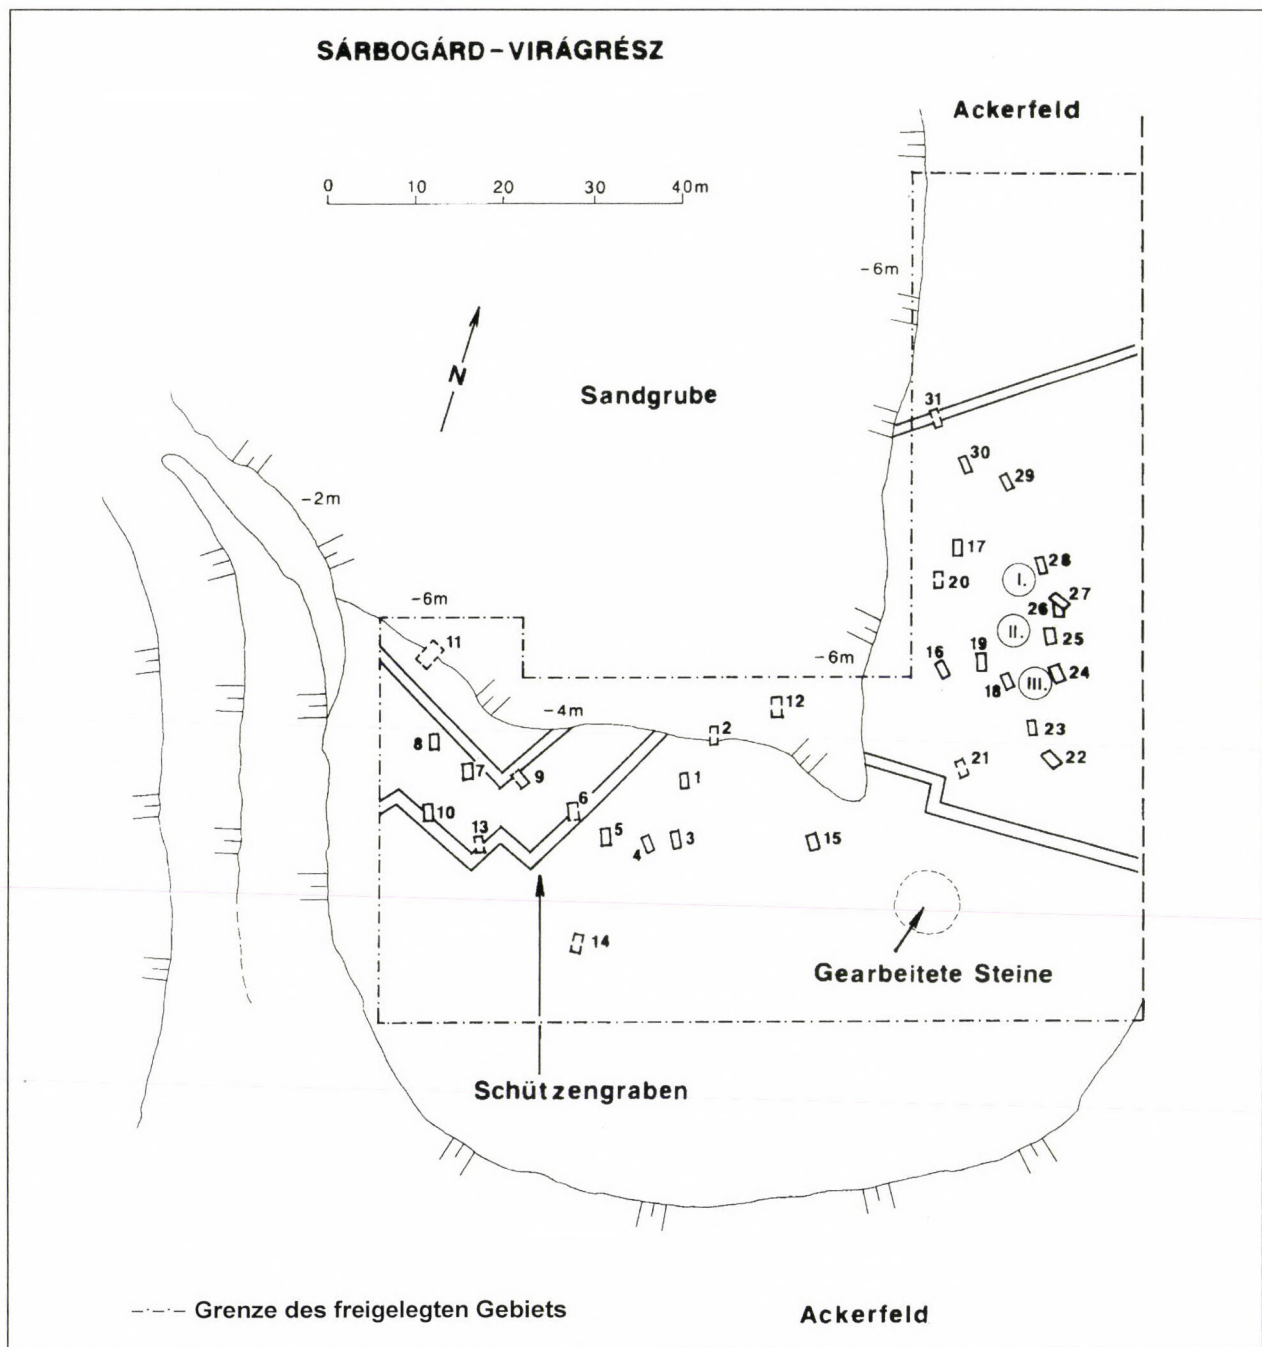 SÁRBOGÁRD – VIRÁGRÉSZ
Ackerfeld
0 10 20 30 40m
-6m
N
Sandgrube
31
30
29
-2m
17
28
20
I.
27
26
-6m
11
II.
25
16
19
-6m
24
18
III.
12
-4m
2
23
8
21
22
7
9
1
10
6
13
5
4
3
15
14
Gearbeitete Steine
Schützengraben
Grenze des freigelegten Gebiets
Ackerfeld